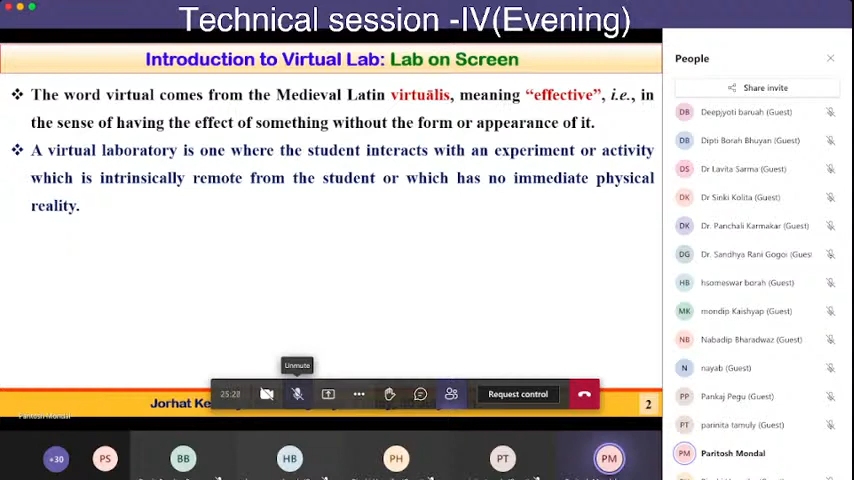 Technical session -IV(Evening)
Introduction to Virtual Lab: Lab on Screen
❖ The word virtual comes from the Medieval Latin virtuālis, meaning “effective”, i.e., in
the sense of having the effect of something without the form or appearance of it.
❖ A virtual laboratory is one where the student interacts with an experiment or activity
which is intrinsically remote from the student or which has no immediate physical
reality.
Unmute
25:28
Request control
Jorhat Ke
2
Paritosh Mondal
+30
PS
BB
HB
PH
PT
PM
People
Share invite
DB Deepjyoti baruah (Guest)
DB Dipti Borah Bhuyan (Guest)
DS Dr Lavita Sarma (Guest)
DK Dr Sinki Kolita (Guest)
DK Dr. Panchali Karmakar (Guest)
DG Dr. Sandhya Rani Gogoi (Gues
HB hsomeswar borah (Guest)
MK mondip Kaishyap (Guest)
NB Nabadip Bharadwaz (Guest)
N nayab (Guest)
PP Pankaj Pegu (Guest)
PT parinita tamuly (Guest)
PM Paritosh Mondal